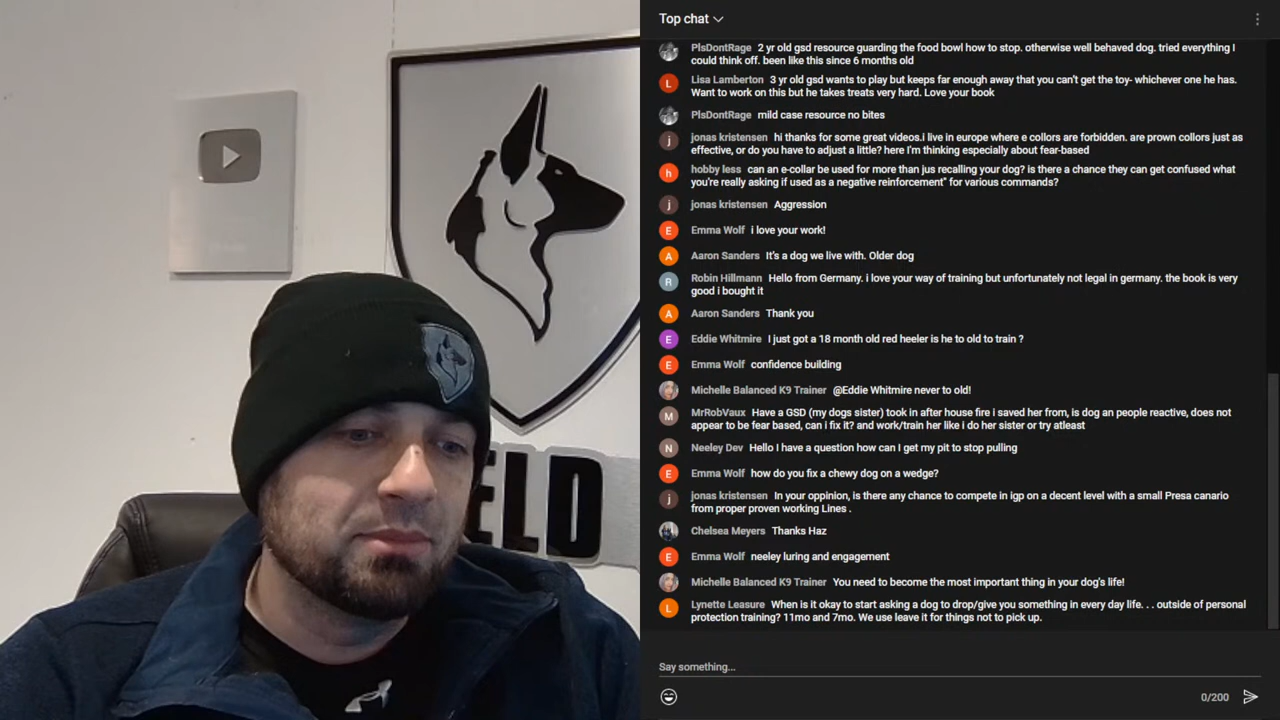 Top chat
PlsDontRage 2 yr old gsd resource guarding the food bowl how to stop. otherwise well behaved dog. tried everything I
could think off. been like this since 6 months old
L Lisa Lamberton 3 yr old gsd wants to play but keeps far enough away that you can't get the toy- whichever one he has.
Want to work on this but he takes treats very hard. Love your book
PlsDontRage mild case resource no bites
j jonas kristensen hi thanks for some great videos.i live in europe where e collors are forbidden. are prown collors just as
effective, or do you have to adjust a little? here I'm thinking especially about fear-based
h hobby less can an e-collar be used for more than jus recalling your dog? is there a chance they can get confused what
you're really asking if used as a negative reinforcement" for various commands?
j jonas kristensen Aggression
E Emma Wolf i love your work!
A Aaron Sanders It's a dog we live with. Older dog
R Robin Hillmann Hello from Germany. i love your way of training but unfortunately not legal in germany. the book is very
good i bought it
A Aaron Sanders Thank you
E Eddie Whitmire I just got a 18 month old red heeler is he to old to train ?
E Emma Wolf confidence building
Michelle Balanced K9 Trainer @Eddie Whitmire never to old!
M MrRobVaux Have a GSD (my dogs sister) took in after house fire i saved her from, is dog an people reactive, does not
appear to be fear based, can i fix it? and work/train her like i do her sister or try atleast
N Neeley Dev Hello I have a question how can I get my pit to stop pulling
E Emma Wolf how do you fix a chewy dog on a wedge?
j jonas kristensen In your oppinion, is there any chance to compete in igp on a decent level with a small Presa canario
from proper proven working Lines .
Chelsea Meyers Thanks Haz
E Emma Wolf neeley luring and engagement
Michelle Balanced K9 Trainer You need to become the most important thing in your dog's life!
L Lynette Leasure When is it okay to start asking a dog to drop/give you something in every day life. . . outside of personal
protection training? 11mo and 7mo. We use leave it for things not to pick up.
Say something...
0/200
ELD